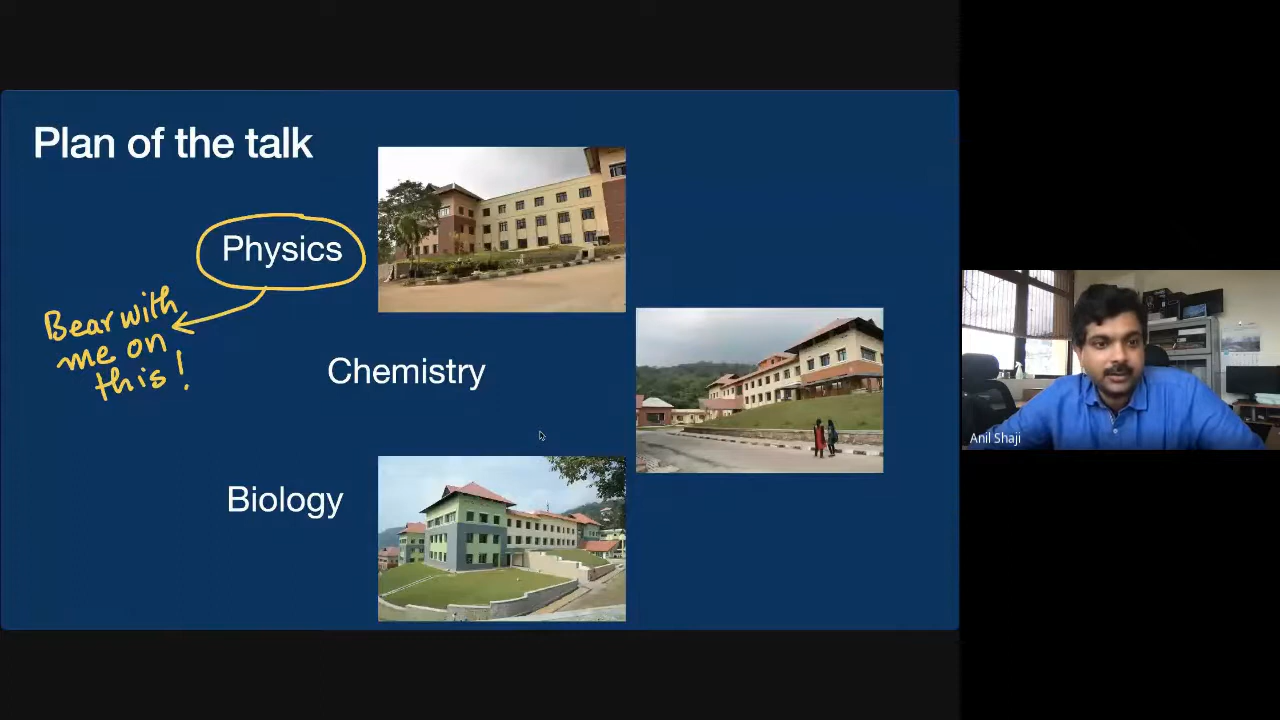 Plan of the talk
Physics
Bear with
me on
this!
Chemistry
Biology
Anil Shaji